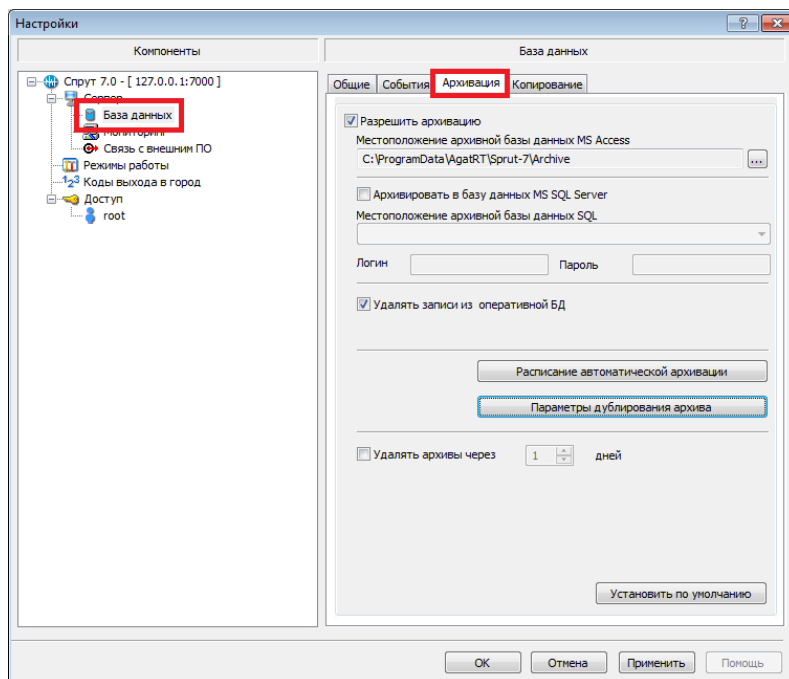 Настройки
Компоненты
База данных
Спрут 7.0 - [ 127.0.0.1:7000 ]
Сервер
База данных
Мониторинг
Связь с внешним ПО
Режимы работы
Коды выхода в город
Доступ
root
Общие События Архивация Копирование
Разрешить архивацию
Местоположение архивной базы данных MS Access
C:\ProgramData\AgatRT\Sprut-7\Archive ...
Архивировать в базу данных MS SQL Server
Местоположение архивной базы данных SQL
Логин Пароль
Удалять записи из оперативной БД
Расписание автоматической архивации
Параметры дублирования архива
Удалять архивы через 1 дней
Установить по умолчанию
OK Отмена Применить Помощь